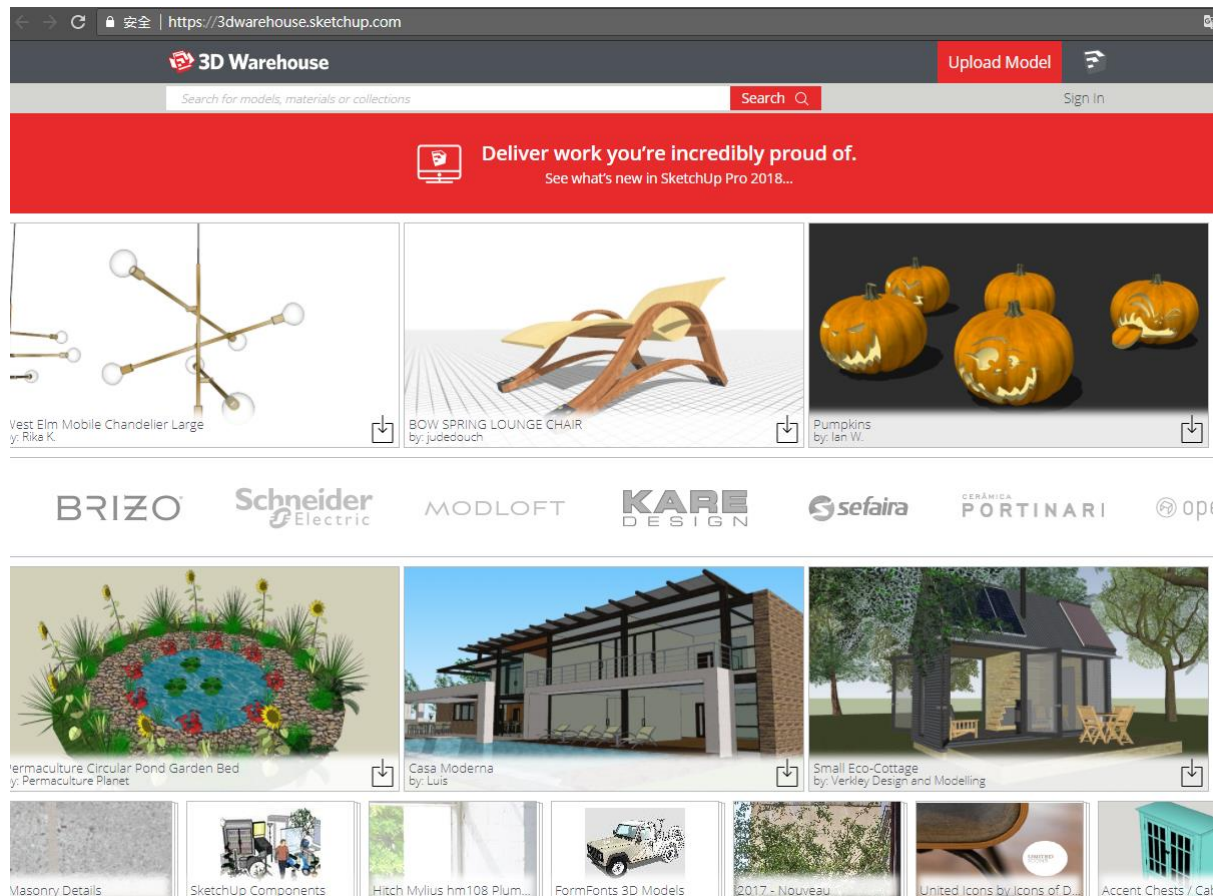 安全 | https://3dwarehouse.sketchup.com
3D Warehouse
Upload Model
Search for models, materials or collections
Search
Sign In
Deliver work you're incredibly proud of.
See what's new in SketchUp Pro 2018...
West Elm Mobile Chandelier Large
by: Rika K.
BOW SPRING LOUNGE CHAIR
by: judedouch
Pumpkins
by: Ian W.
BRIZO
Schneider
Electric
MODLOFT
KARE
DESIGN
sefaira
CERÂMICA
PORTINARI
ope
Permaculture Circular Pond Garden Bed
by: Permaculture Planet
Casa Moderna
by: Luis
Small Eco-Cottage
by: Verkley Design and Modelling
Masonry Details
SketchUp Components
Hitch Mylius hm108 Plum...
FormFonts 3D Models
2017 - Nouveau
United Icons by Icons of D...
Accent Chests / Cab